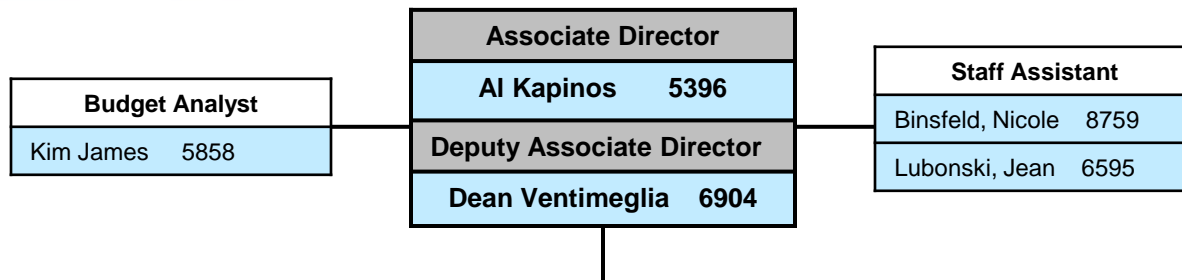 Associate Director
Al Kapinos 5396
Deputy Associate Director
Dean Ventimeglia 6904
Budget Analyst
Kim James 5858
Staff Assistant
Binsfeld, Nicole 8759
Lubonski, Jean 6595